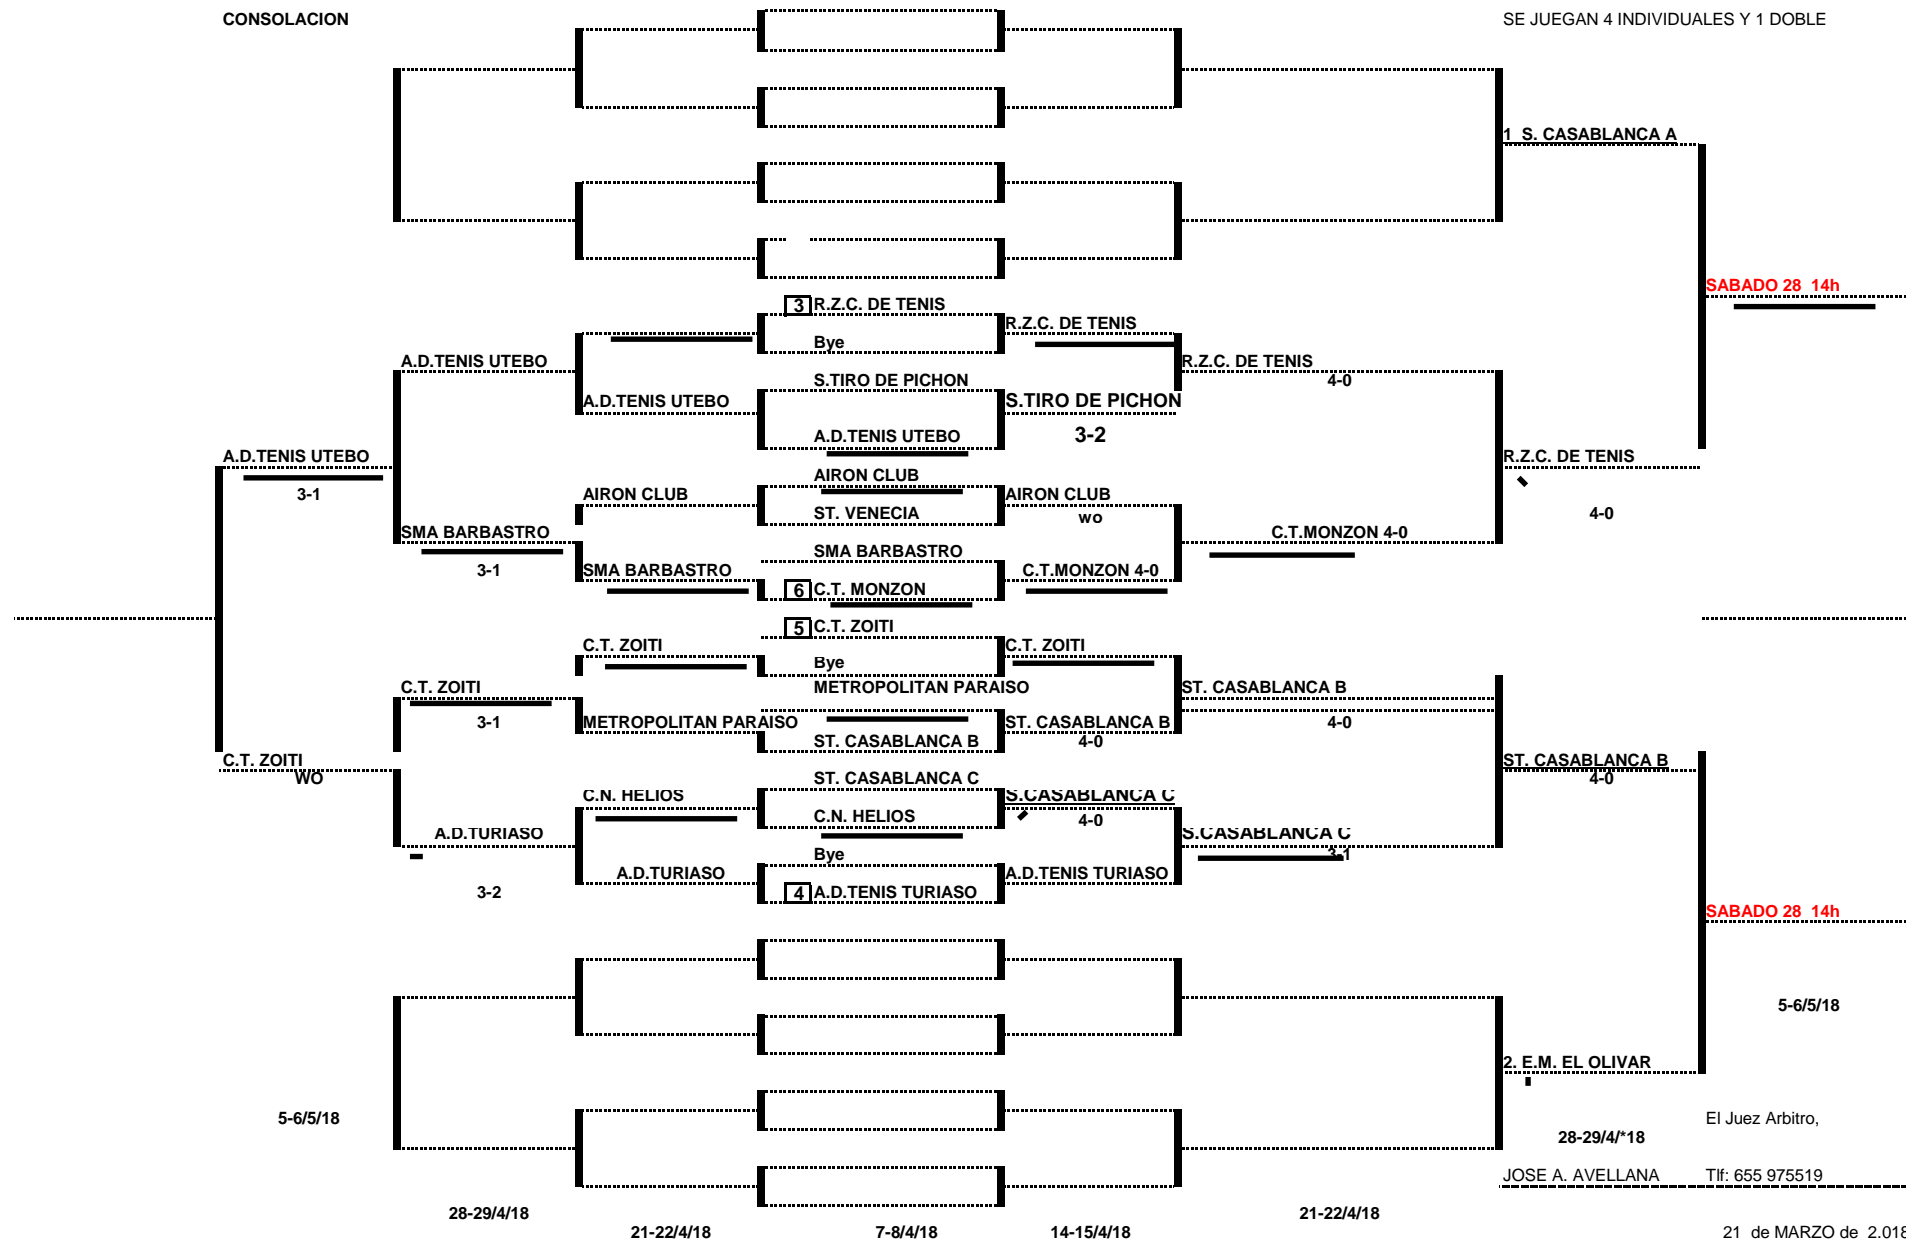 CONSOLACION
SE JUEGAN 4 INDIVIDUALES Y 1 DOBLE
1 S. CASABLANCA A
SABADO 28 14h
3 R.Z.C. DE TENIS
R.Z.C. DE TENIS
Bye
A.D.TENIS UTEBO
R.Z.C. DE TENIS
4-0
S.TIRO DE PICHON
A.D.TENIS UTEBO
S.TIRO DE PICHON
3-2
A.D.TENIS UTEBO
A.D.TENIS UTEBO
3-1
R.Z.C. DE TENIS
4-0
AIRON CLUB
AIRON CLUB
AIRON CLUB
wo
ST. VENECIA
SMA BARBASTRO
3-1
C.T.MONZON 4-0
SMA BARBASTRO
SMA BARBASTRO
C.T.MONZON 4-0
6 C.T. MONZON
5 C.T. ZOITI
C.T. ZOITI
C.T. ZOITI
Bye
C.T. ZOITI
3-1
METROPOLITAN PARAISO
ST. CASABLANCA B
4-0
METROPOLITAN PARAISO
ST. CASABLANCA B
4-0
ST. CASABLANCA B
C.T. ZOITI
WO
ST. CASABLANCA B
4-0
ST. CASABLANCA C
C.N. HELIOS
S.CASABLANCA C
4-0
C.N. HELIOS
A.D.TURIASO
3-2
S.CASABLANCA C
3-1
Bye
A.D.TURIASO
A.D.TENIS TURIASO
4 A.D.TENIS TURIASO
SABADO 28 14h
5-6/5/18
2. E.M. EL OLIVAR
5-6/5/18
El Juez Arbitro,
28-29/4/*18
JOSE A. AVELLANA
Tlf: 655 975519
28-29/4/18
21-22/4/18
21-22/4/18
7-8/4/18
14-15/4/18
21 de MARZO de 2.018